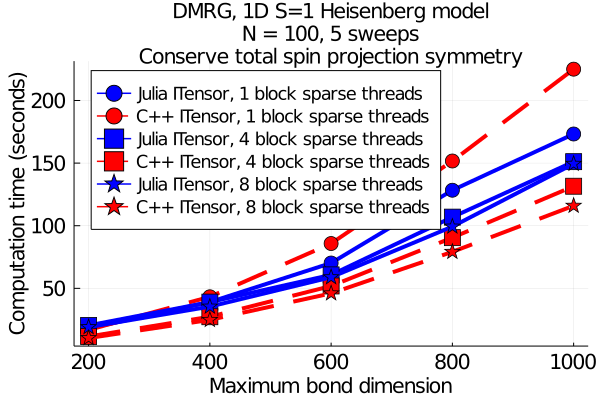 DMRG, 1D S=1 Heisenberg model
N = 100, 5 sweeps
Conserve total spin projection symmetry
Julia ITensor, 1 block sparse threads
C++ ITensor, 1 block sparse threads
Julia ITensor, 4 block sparse threads
C++ ITensor, 4 block sparse threads
Julia ITensor, 8 block sparse threads
C++ ITensor, 8 block sparse threads
Computation time (seconds)
200
150
100
50
200 400 600 800 1000
Maximum bond dimension